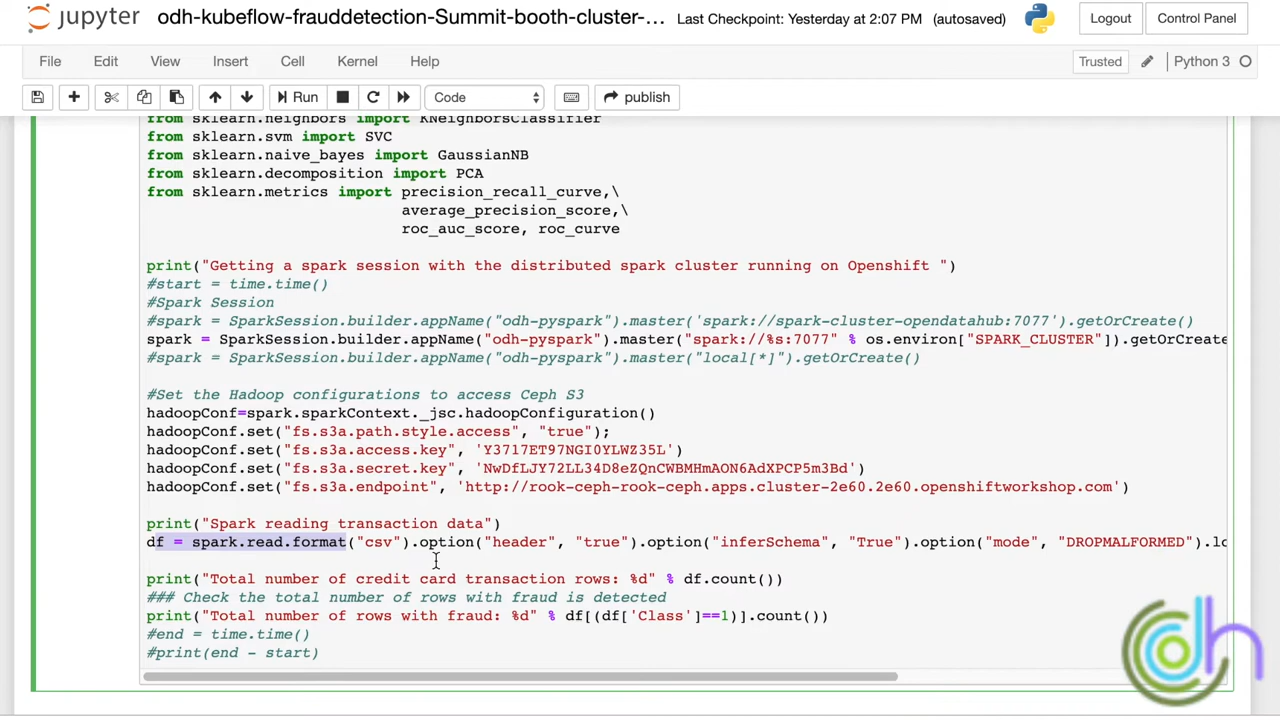 jupyter odh-kubeflow-frauddetection-Summit-booth-cluster-... Last Checkpoint: Yesterday at 2:07 PM (autosaved) Logout Control Panel
File Edit View Insert Cell Kernel Help Trusted Python 3
Run Code publish
from sklearn.neighbors import KNeighborsClassifier
from sklearn.svm import SVC
from sklearn.naive_bayes import GaussianNB
from sklearn.decomposition import PCA
from sklearn.metrics import precision_recall_curve,\
average_precision_score,\
roc_auc_score, roc_curve
print("Getting a spark session with the distributed spark cluster running on Openshift ")
#start = time.time()
#Spark Session
#spark = SparkSession.builder.appName("odh-pyspark").master('spark://spark-cluster-opendatahub:7077').getOrCreate()
spark = SparkSession.builder.appName("odh-pyspark").master("spark://%s:7077" % os.environ["SPARK_CLUSTER"]).getOrCreate
#spark = SparkSession.builder.appName("odh-pyspark").master("local[*]").getOrCreate()
#Set the Hadoop configurations to access Ceph S3
hadoopConf=spark.sparkContext._jsc.hadoopConfiguration()
hadoopConf.set("fs.s3a.path.style.access", "true");
hadoopConf.set("fs.s3a.access.key", 'Y3717ET97NGI0YLWZ35L')
hadoopConf.set("fs.s3a.secret.key", 'NwDfLJY72LL34D8eZQnCWBMHmAON6AdXPCP5m3Bd')
hadoopConf.set("fs.s3a.endpoint", 'http://rook-ceph-rook-ceph.apps.cluster-2e60.2e60.openshiftworkshop.com')
print("Spark reading transaction data")
df = spark.read.format("csv").option("header", "true").option("inferSchema", "True").option("mode", "DROPMALFORMED").lo
print("Total number of credit card transaction rows: %d" % df.count())
### Check the total number of rows with fraud is detected
print("Total number of rows with fraud: %d" % df[(df['Class']==1)].count())
#end = time.time()
#print(end - start)
odh